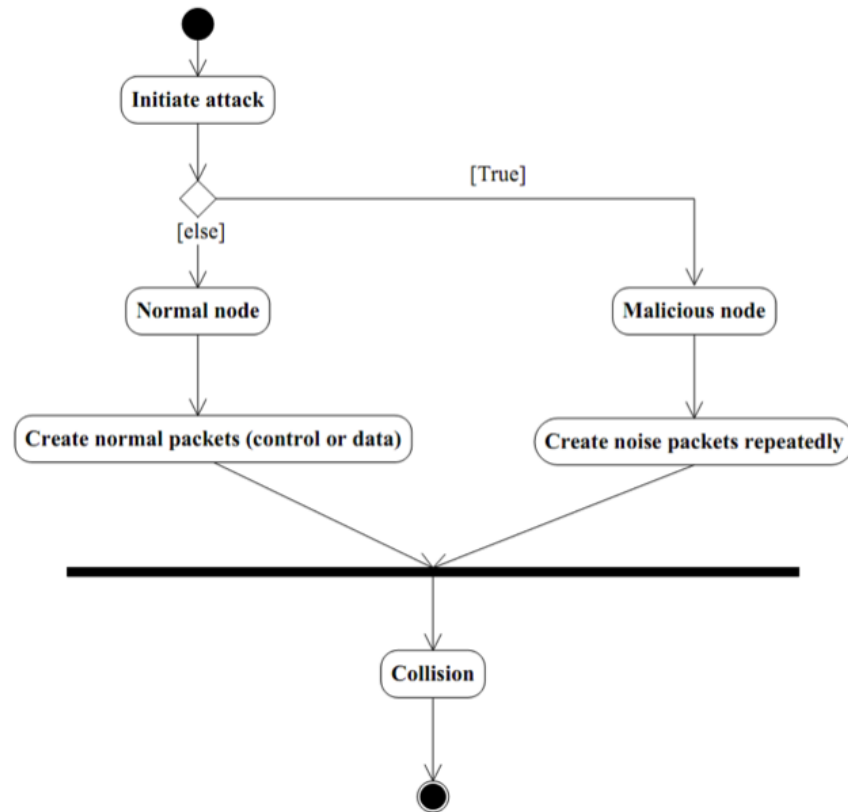 Initiate attack
[True]
[else]
Normal node
Malicious node
Create normal packets (control or data)
Create noise packets repeatedly
Collision